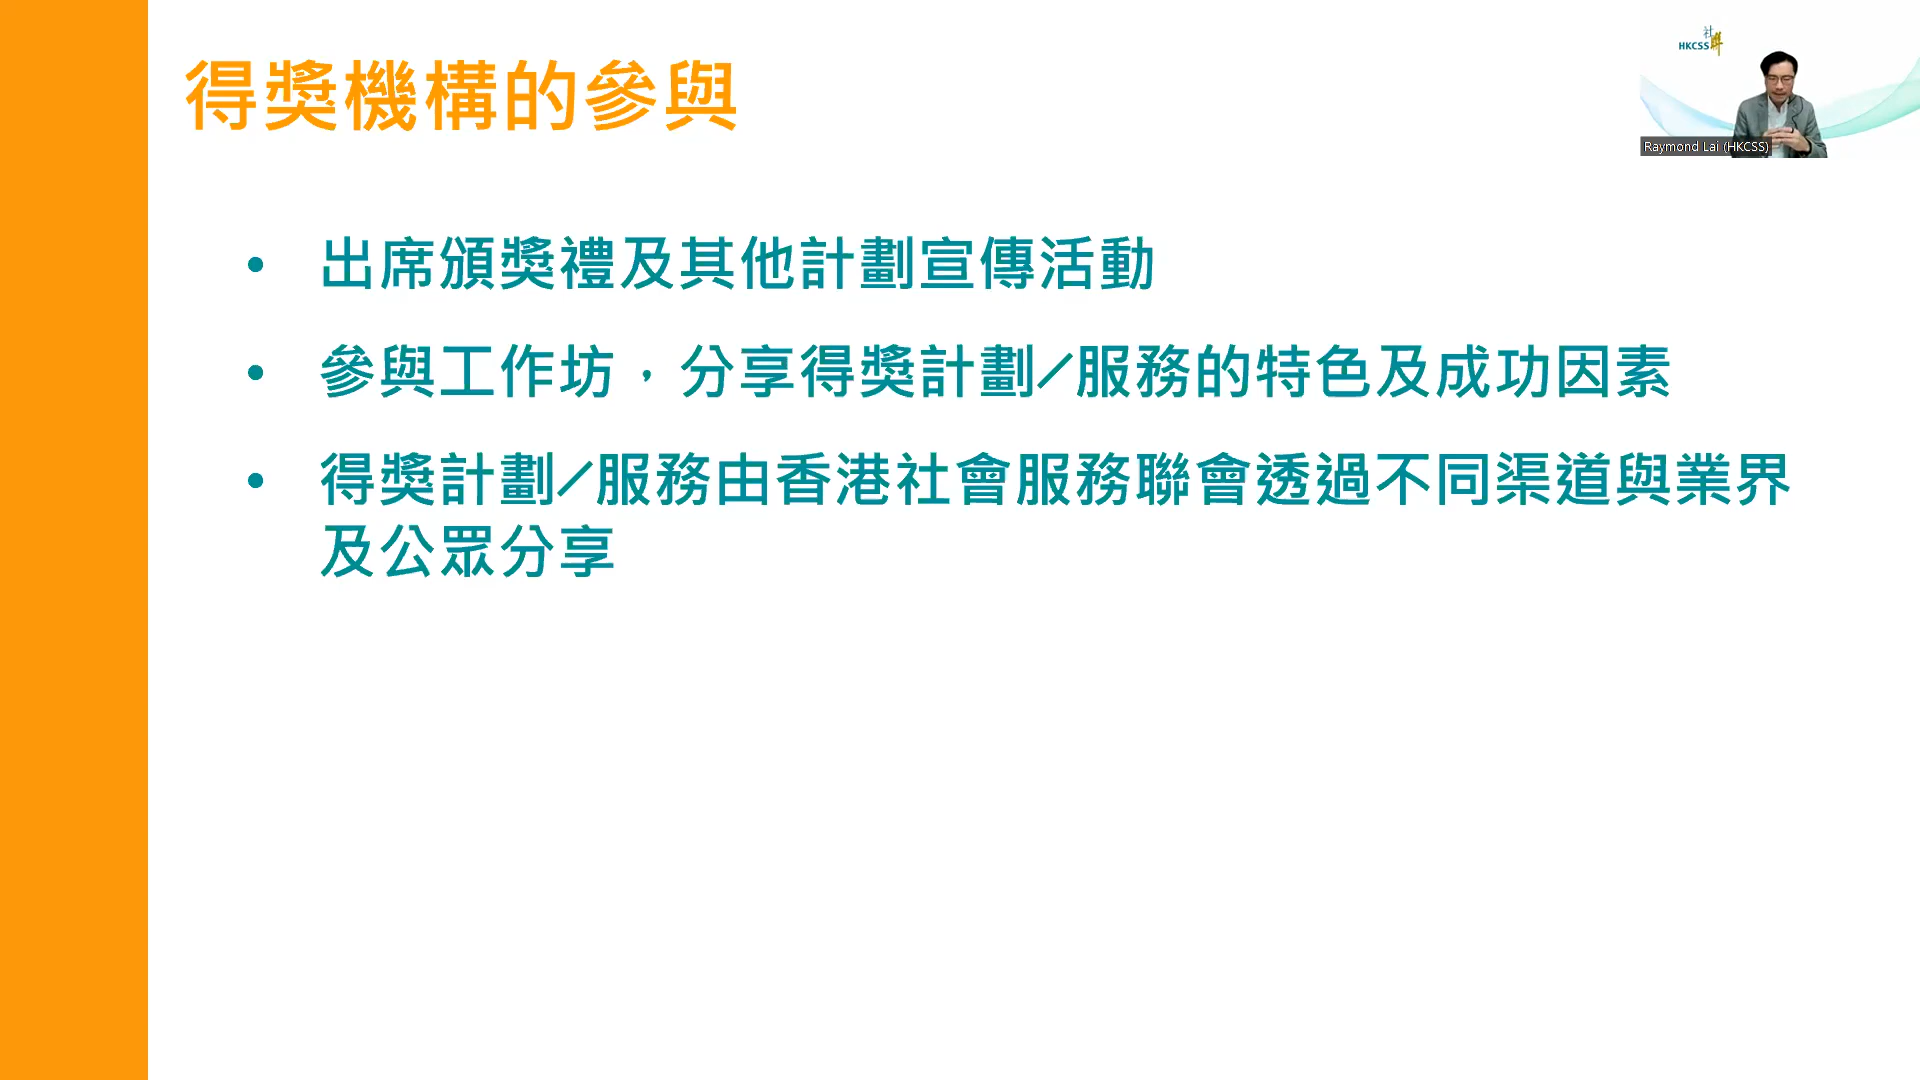 得獎機構的參與
社聯
HKCSS
Raymond Lai (HKCSS)
• 出席頒獎禮及其他計劃宣傳活動
• 參與工作坊，分享得獎計劃/服務的特色及成功因素
• 得獎計劃/服務由香港社會服務聯會透過不同渠道與業界
及公眾分享